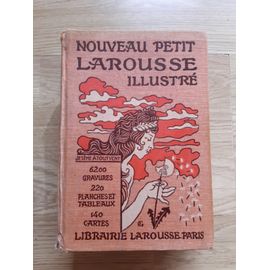 NOUVEAU PETIT
LAROUSSE
ILLUSTRÉ
JE SÈME À TOUT VENT
6200
GRAVURES
220
PLANCHES ET
TABLEAUX
140
CARTES
EG
LIBRAIRIE LAROUSSE.PARIS